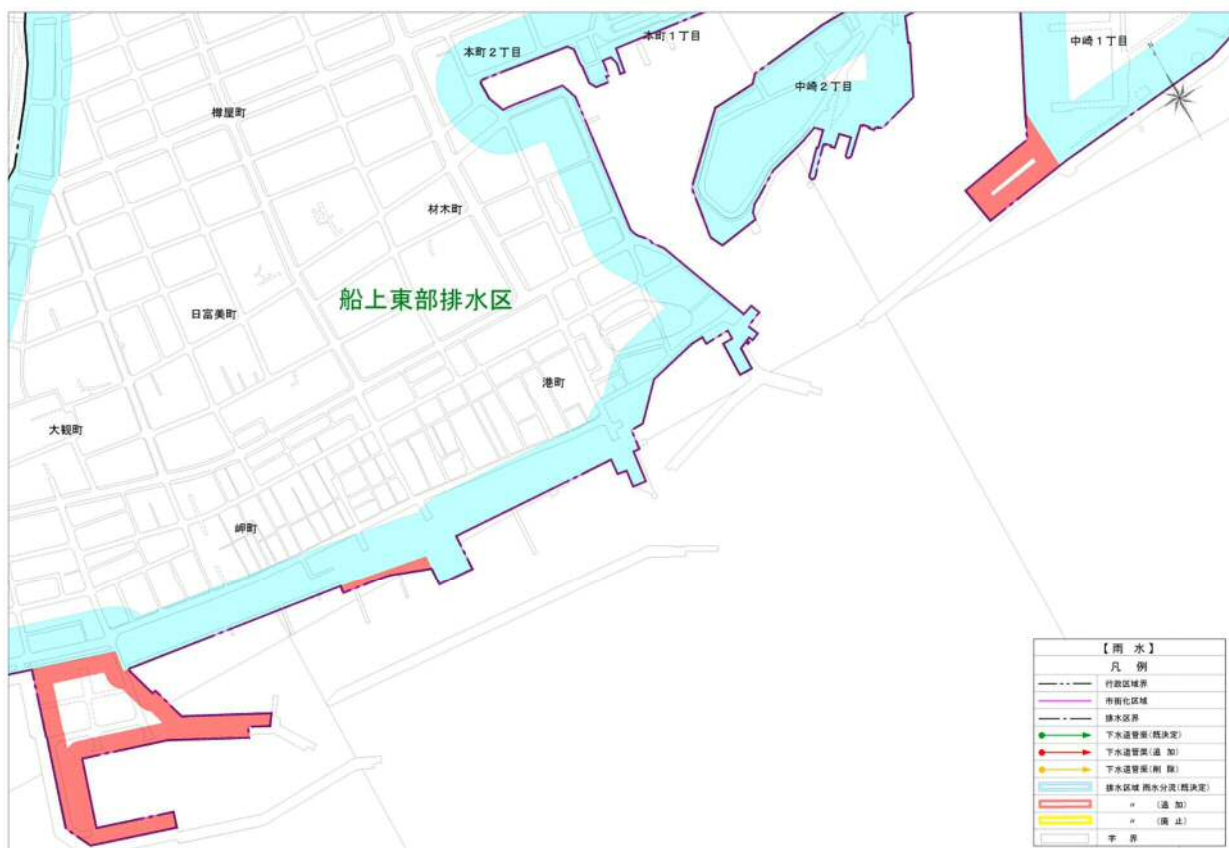 本町2丁目
本町1丁目
中崎1丁目
中崎2丁目
樽屋町
材木町
船上東部排水区
日富美町
港町
大観町
岬町
【雨 水】
凡 例
行政区域界
市街化区域
排水区界
下水道管渠(既決定)
下水道管渠(追 加)
下水道管渠(削 除)
排水区域 雨水分流(既決定)
〃 (追 加)
〃 (廃 止)
字 界